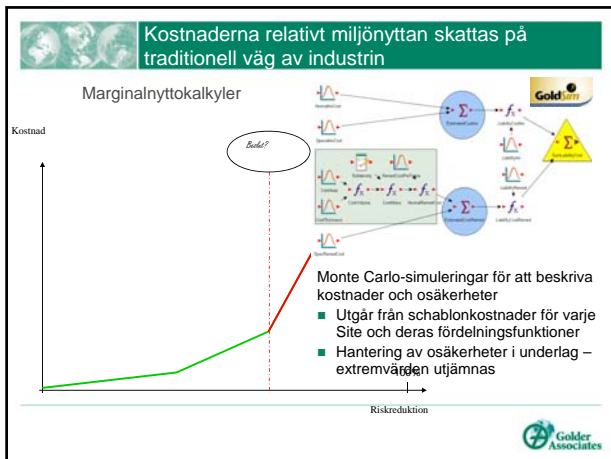 Kostnaderna relativt miljönyttan skattas på
traditionell väg av industrin
Marginalnyttokalkyler
GoldSim
Kostnad
Beslut?
Monte Carlo-simuleringar för att beskriva
kostnader och osäkerheter
Utgår från schablonkostnader för varje
Site och deras fördelningsfunktioner
Hantering av osäkerheter i underlag –
extremvärden utjämnas
100%
Riskreduktion
Golder
Associates